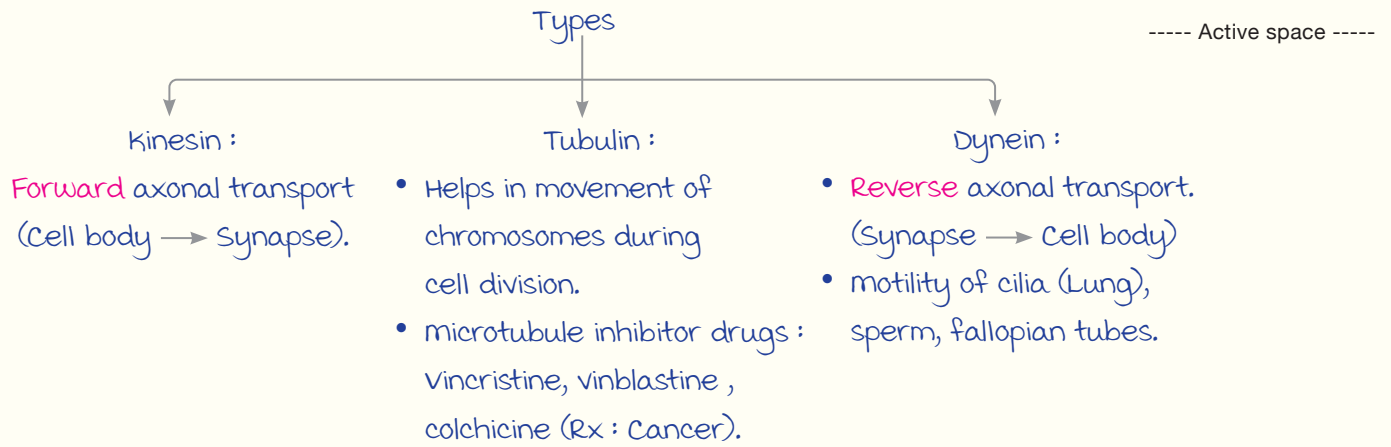 Types
----- Active space -----
Kinesin :
Forward axonal transport
(Cell body → Synapse).
Tubulin :
• Helps in movement of
chromosomes during
cell division.
• Microtubule inhibitor drugs :
Vincristine, vinblastine ,
colchicine (Rx : Cancer).
Dynein :
• Reverse axonal transport.
(Synapse → Cell body)
• Motility of cilia (Lung),
sperm, fallopian tubes.